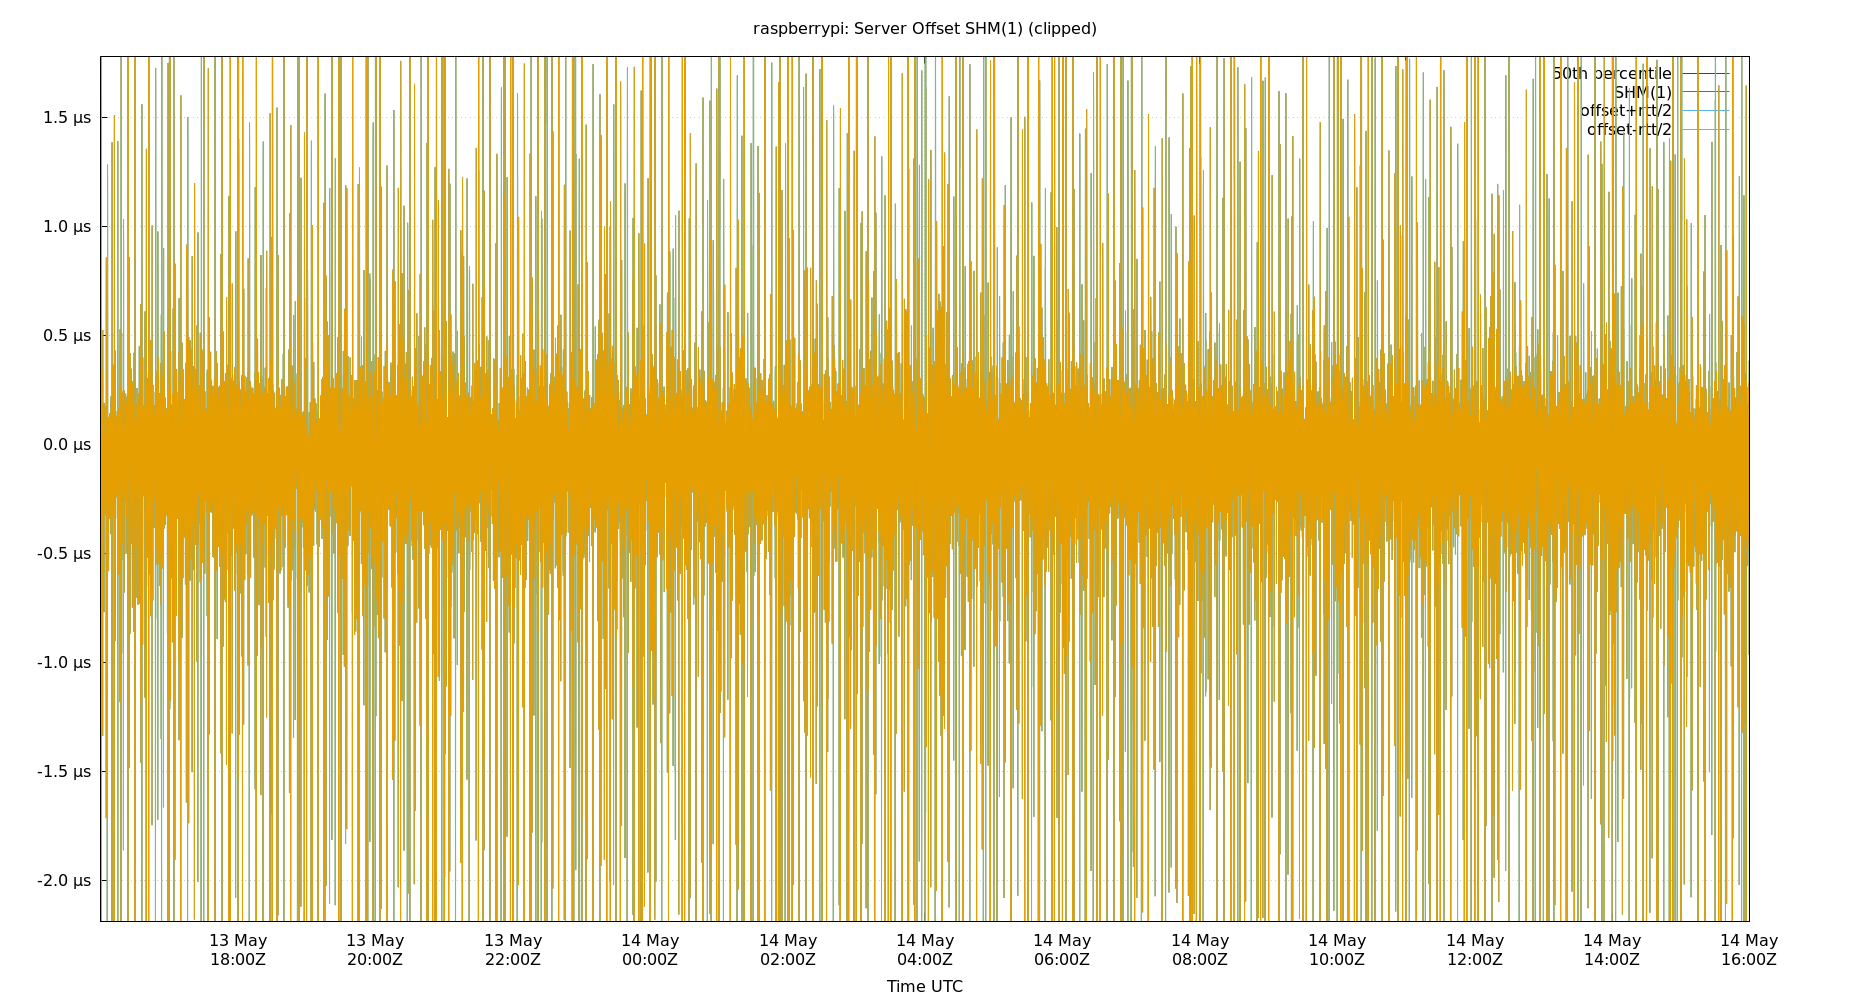 raspberrypi: Server Offset SHM(1) (clipped)
50th percentile
SHM(1)
offset+rtt/2
offset-rtt/2
1.5 µs
1.0 µs
0.5 µs
0.0 µs
-0.5 µs
-1.0 µs
-1.5 µs
-2.0 µs
13 May 13 May 13 May 14 May 14 May 14 May 14 May 14 May 14 May 14 May 14 May 14 May
18:00Z 20:00Z 22:00Z 00:00Z 02:00Z 04:00Z 06:00Z 08:00Z 10:00Z 12:00Z 14:00Z 16:00Z
Time UTC